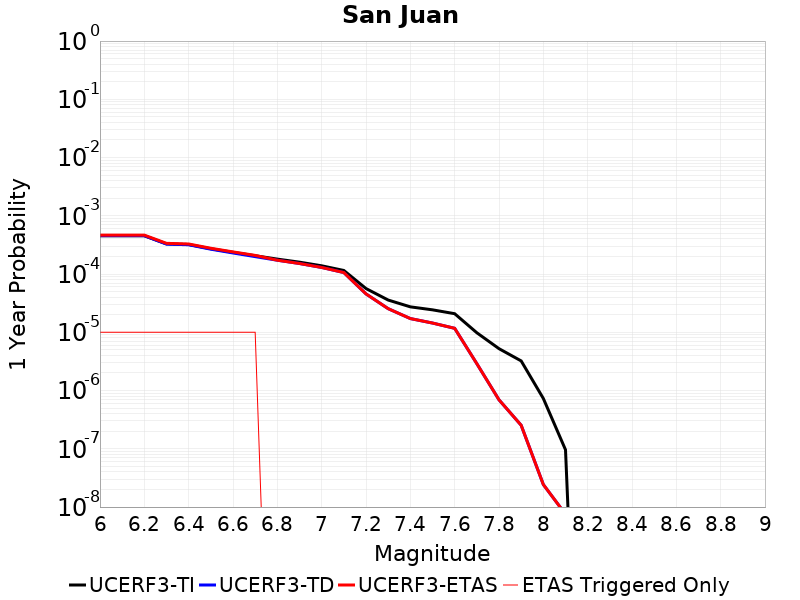 San Juan
10^0
10^-1
10^-2
10^-3
10^-4
10^-5
10^-6
10^-7
10^-8
1 Year Probability
6 6.2 6.4 6.6 6.8 7 7.2 7.4 7.6 7.8 8 8.2 8.4 8.6 8.8 9
Magnitude
UCERF3-TI UCERF3-TD UCERF3-ETAS ETAS Triggered Only